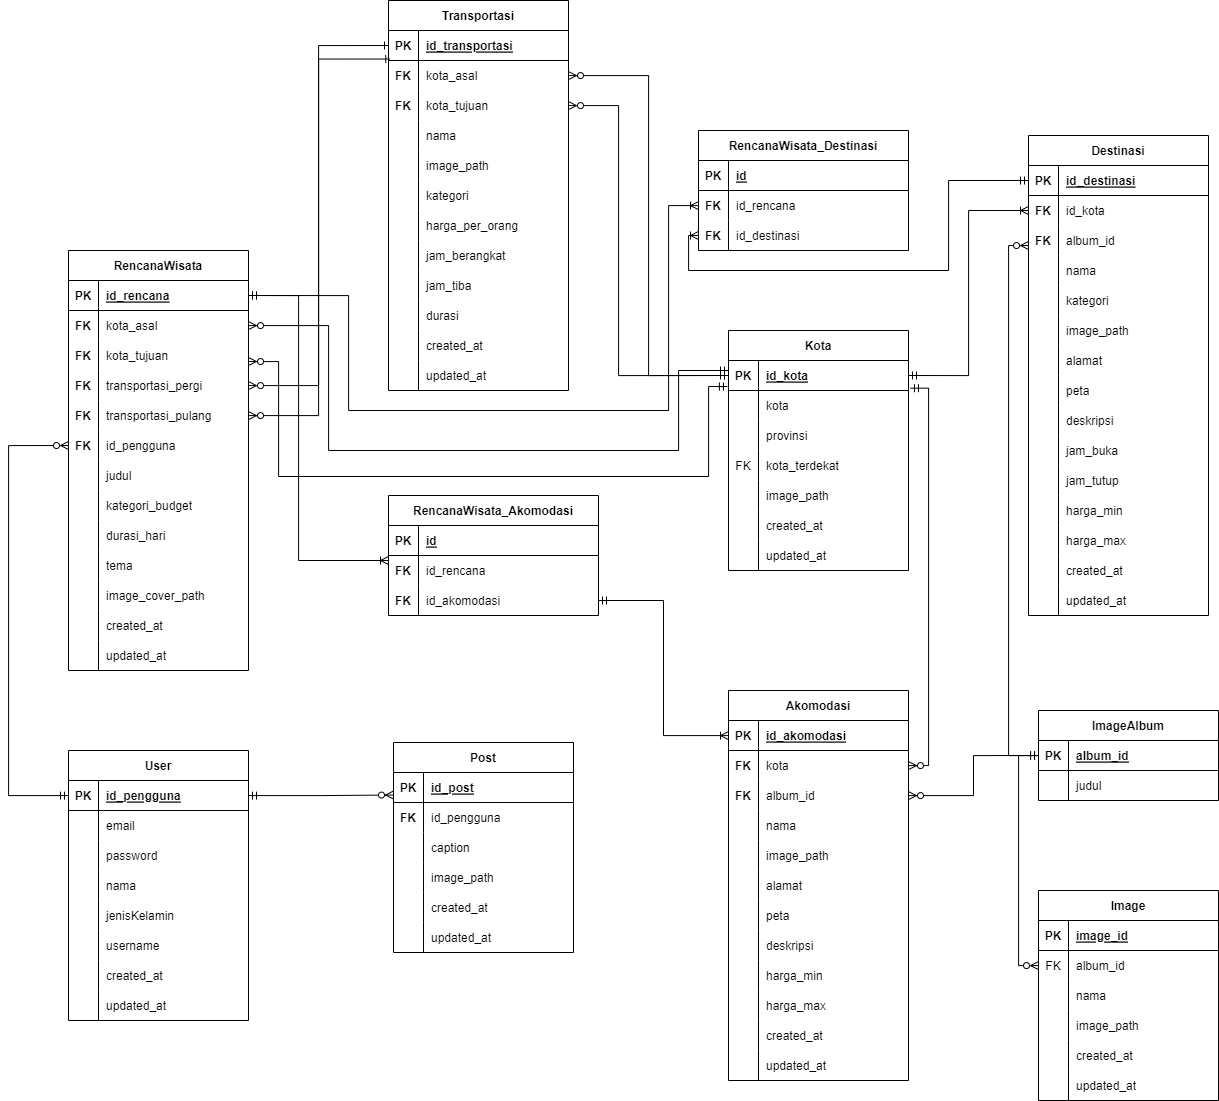 Transportasi
PK id_transportasi
FK kota_asal
FK kota_tujuan
nama
image_path
kategori
harga_per_orang
jam_berangkat
jam_tiba
durasi
created_at
updated_at
RencanaWisata_Destinasi
PK id
FK id_rencana
FK id_destinasi
Destinasi
PK id_destinasi
FK id_kota
FK album_id
nama
kategori
image_path
alamat
peta
deskripsi
jam_buka
jam_tutup
harga_min
harga_max
created_at
updated_at
RencanaWisata
PK id_rencana
FK kota_asal
FK kota_tujuan
FK transportasi_pergi
FK transportasi_pulang
FK id_pengguna
judul
kategori_budget
durasi_hari
tema
image_cover_path
created_at
updated_at
Kota
PK id_kota
kota
provinsi
FK kota_terdekat
image_path
created_at
updated_at
RencanaWisata_Akomodasi
PK id
FK id_rencana
FK id_akomodasi
User
PK id_pengguna
email
password
nama
jenisKelamin
username
created_at
updated_at
Post
PK id_post
FK id_pengguna
caption
image_path
created_at
updated_at
Akomodasi
PK id_akomodasi
FK kota
FK album_id
nama
image_path
alamat
peta
deskripsi
harga_min
harga_max
created_at
updated_at
ImageAlbum
PK album_id
judul
Image
PK image_id
FK album_id
nama
image_path
created_at
updated_at